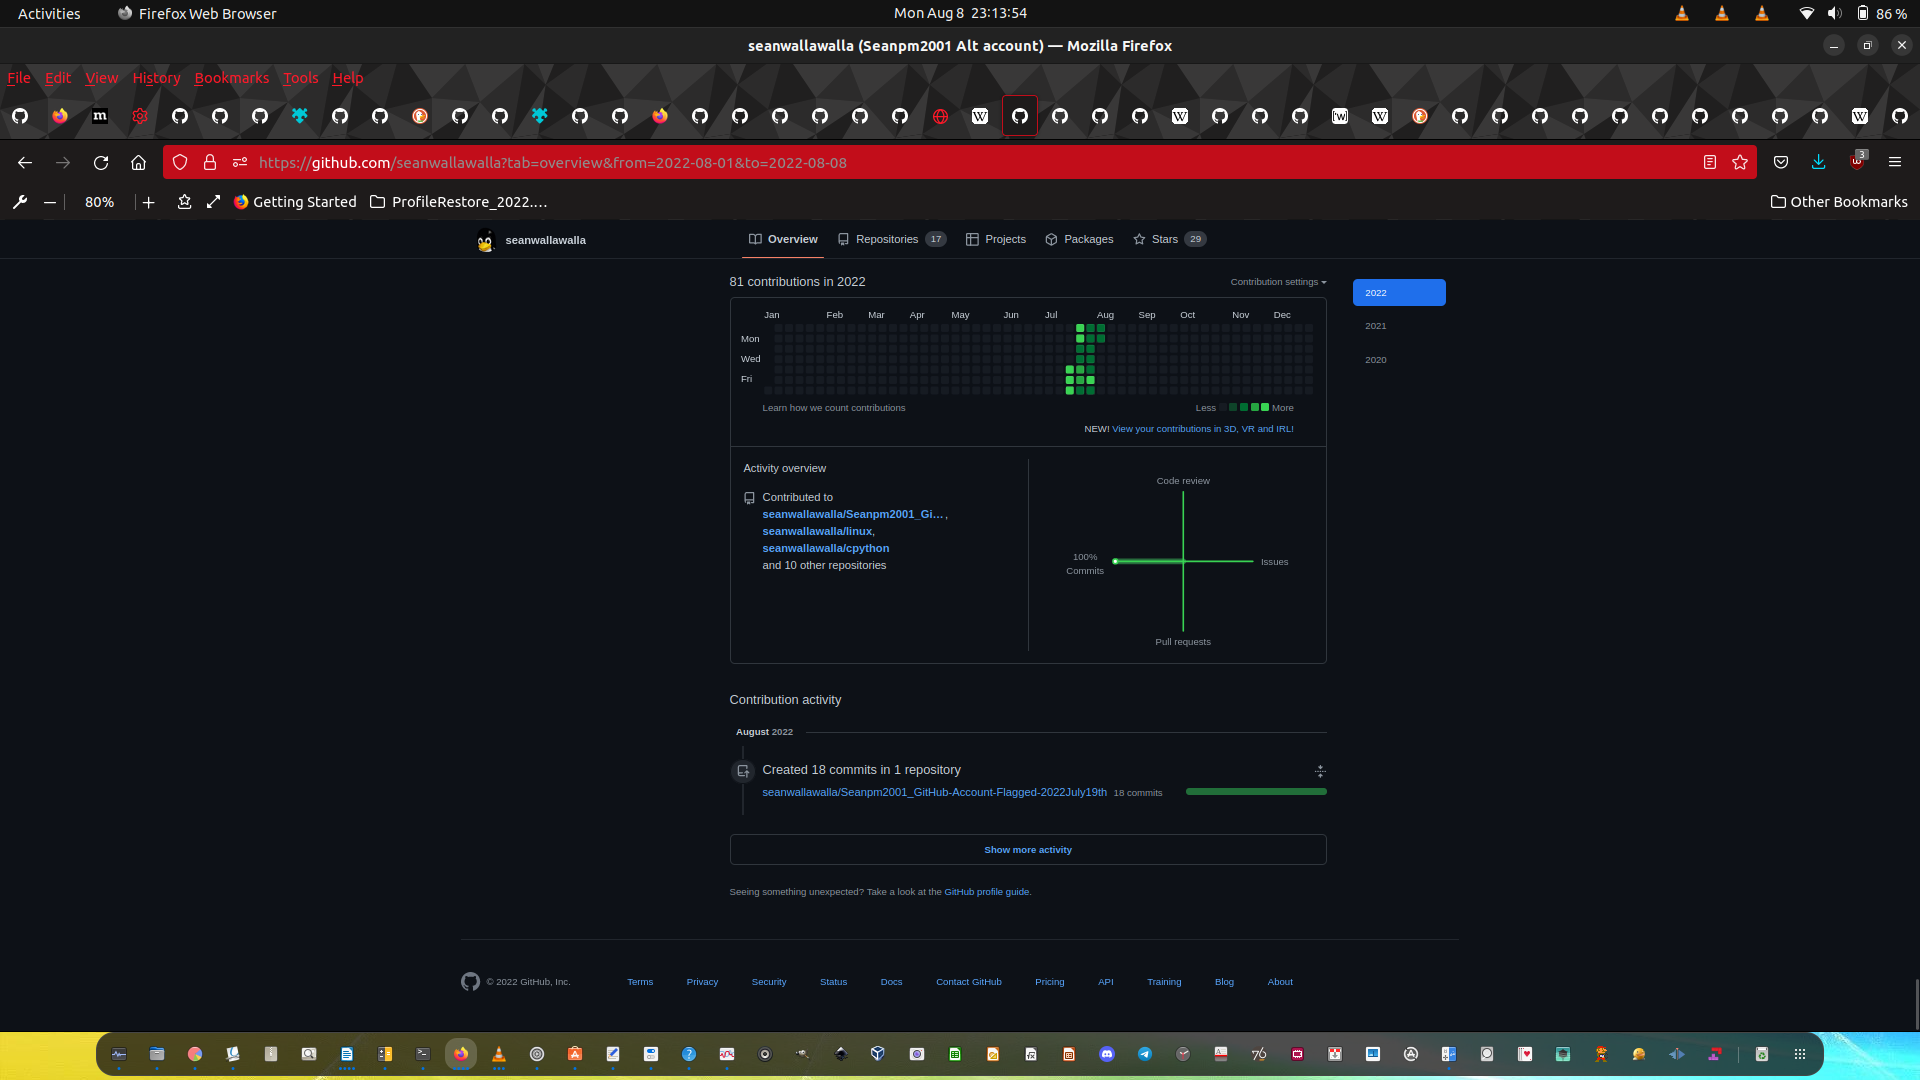 Activities
Firefox Web Browser
Mon Aug 8 23:13:54
86 %
seanwallawalla (Seanpm2001 Alt account) — Mozilla Firefox
File Edit View History Bookmarks Tools Help
https://github.com/seanwallawalla?tab=overview&from=2022-08-01&to=2022-08-08
3
80%
Getting Started
ProfileRestore_2022.…
Other Bookmarks
seanwallawalla
Overview
Repositories 17
Projects
Packages
Stars 29
81 contributions in 2022
Contribution settings
2022
2021
2020
Jan Feb Mar Apr May Jun Jul Aug Sep Oct Nov Dec
Mon
Wed
Fri
Learn how we count contributions
Less
More
NEW! View your contributions in 3D, VR and IRL!
Activity overview
Contributed to
seanwallawalla/Seanpm2001_Gi…,
seanwallawalla/linux,
seanwallawalla/cpython
and 10 other repositories
Code review
100%
Commits
Issues
Pull requests
Contribution activity
August 2022
Created 18 commits in 1 repository
seanwallawalla/Seanpm2001_GitHub-Account-Flagged-2022July19th 18 commits
Show more activity
Seeing something unexpected? Take a look at the GitHub profile guide.
© 2022 GitHub, Inc.
Terms
Privacy
Security
Status
Docs
Contact GitHub
Pricing
API
Training
Blog
About